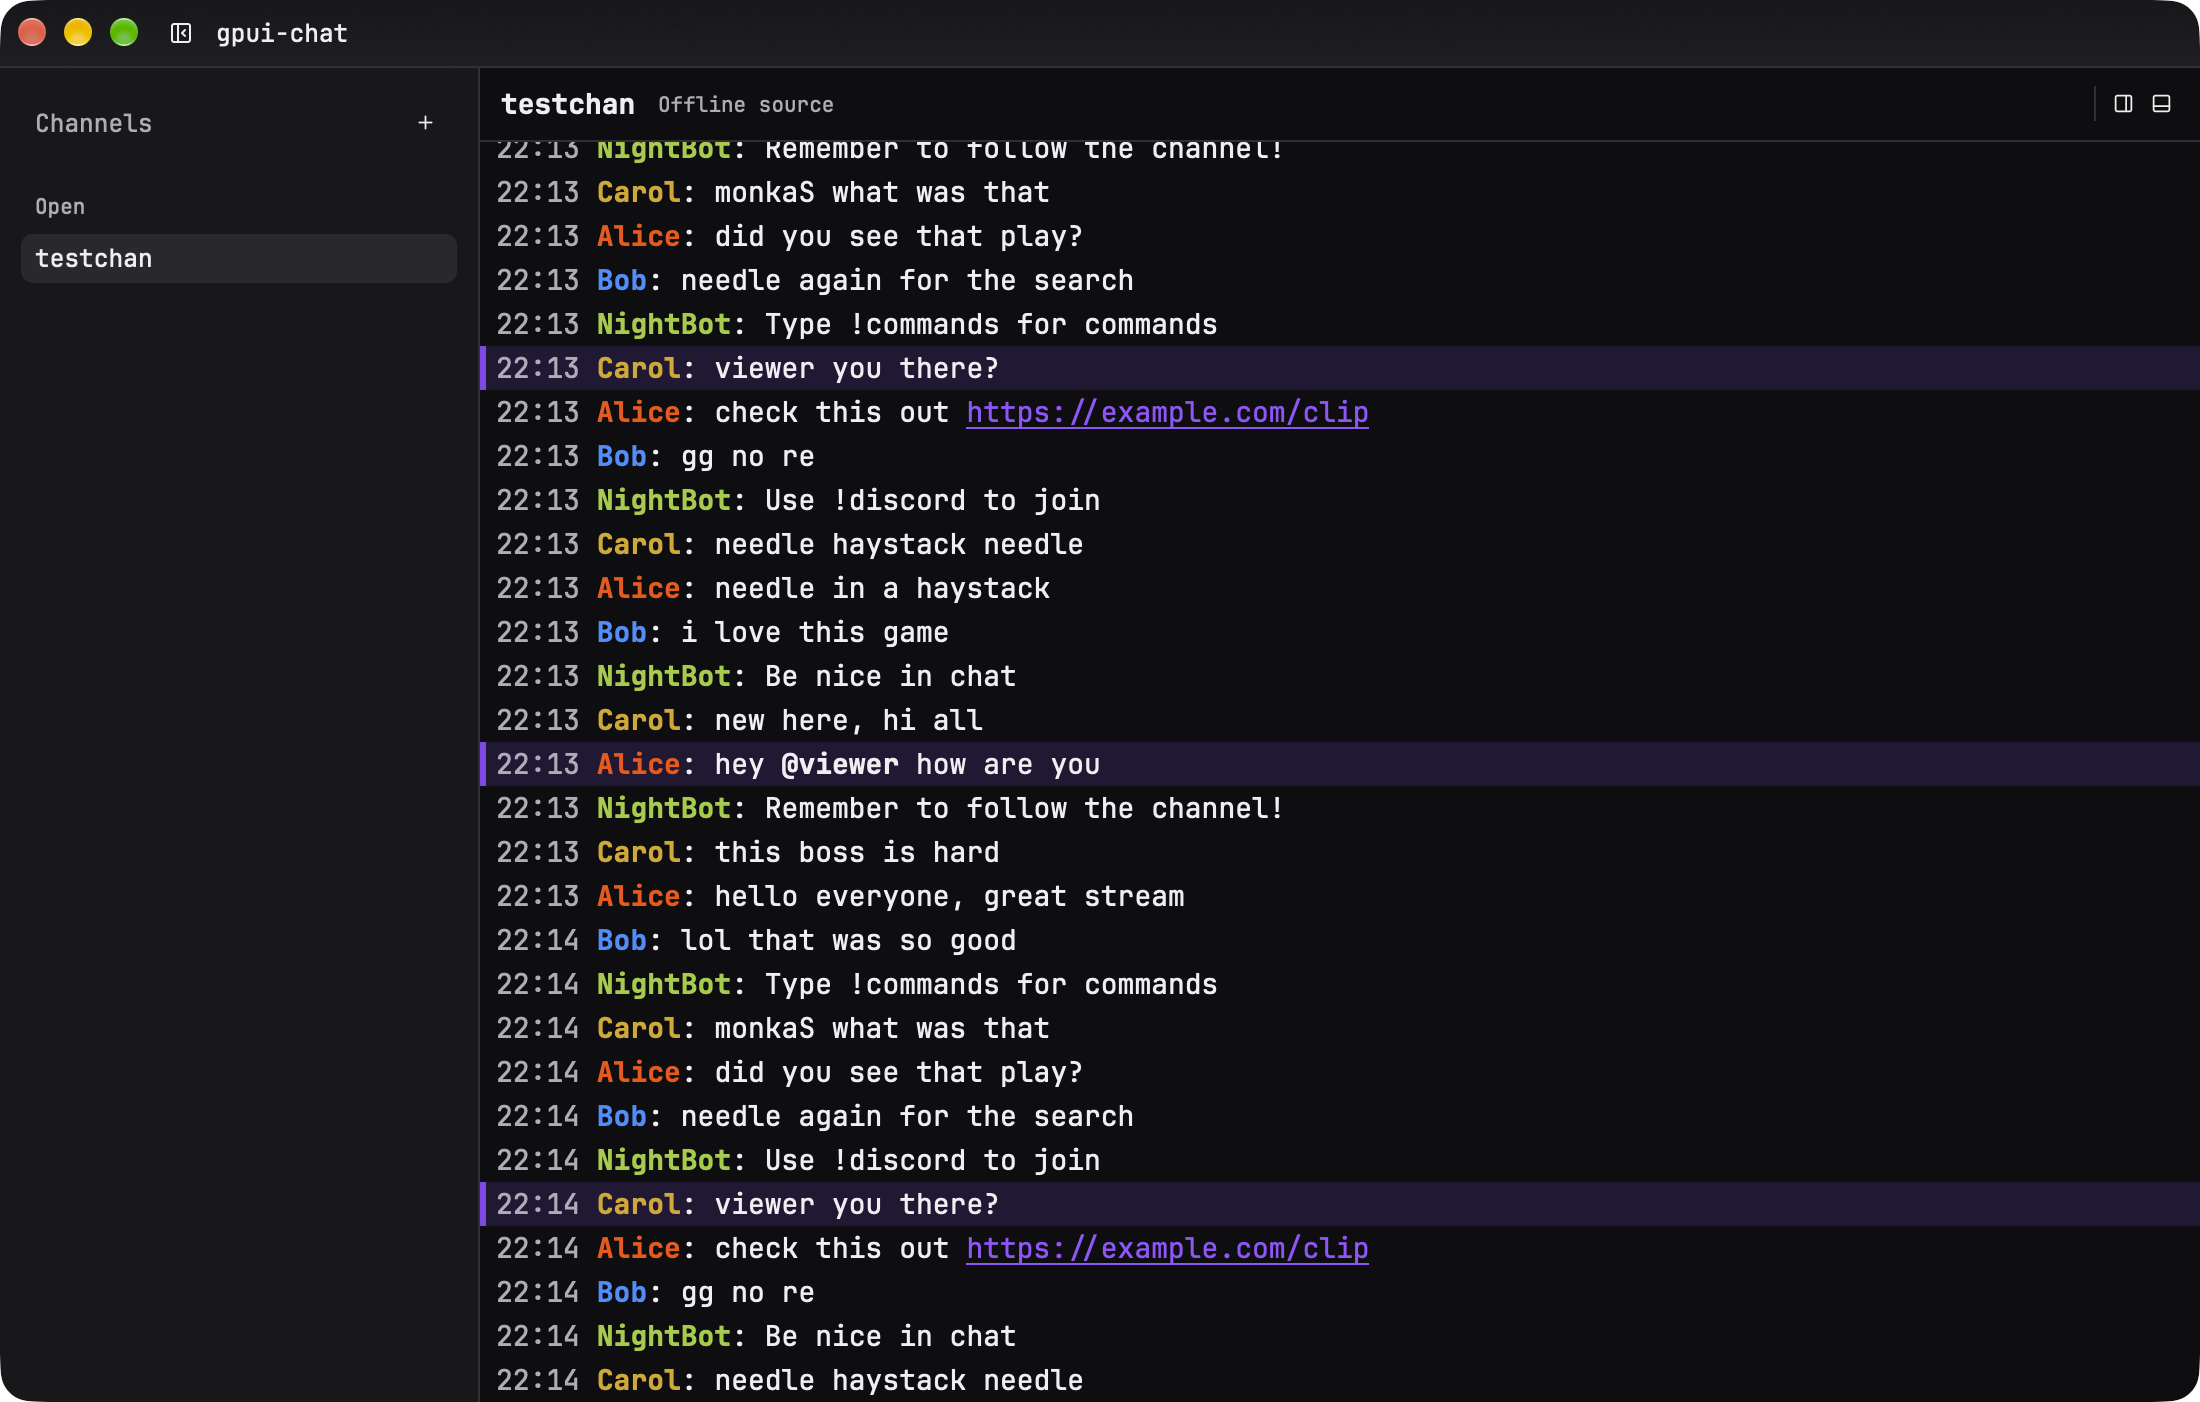 gpui-chat
Channels
+
Open
testchan
testchan Offline source
22:13 NightBot: Remember to follow the channel!
22:13 Carol: monkaS what was that
22:13 Alice: did you see that play?
22:13 Bob: needle again for the search
22:13 NightBot: Type !commands for commands
22:13 Carol: viewer you there?
22:13 Alice: check this out https://example.com/clip
22:13 Bob: gg no re
22:13 NightBot: Use !discord to join
22:13 Carol: needle haystack needle
22:13 Alice: needle in a haystack
22:13 Bob: i love this game
22:13 NightBot: Be nice in chat
22:13 Carol: new here, hi all
22:13 Alice: hey @viewer how are you
22:13 NightBot: Remember to follow the channel!
22:13 Carol: this boss is hard
22:13 Alice: hello everyone, great stream
22:14 Bob: lol that was so good
22:14 NightBot: Type !commands for commands
22:14 Carol: monkaS what was that
22:14 Alice: did you see that play?
22:14 Bob: needle again for the search
22:14 NightBot: Use !discord to join
22:14 Carol: viewer you there?
22:14 Alice: check this out https://example.com/clip
22:14 Bob: gg no re
22:14 NightBot: Be nice in chat
22:14 Carol: needle haystack needle